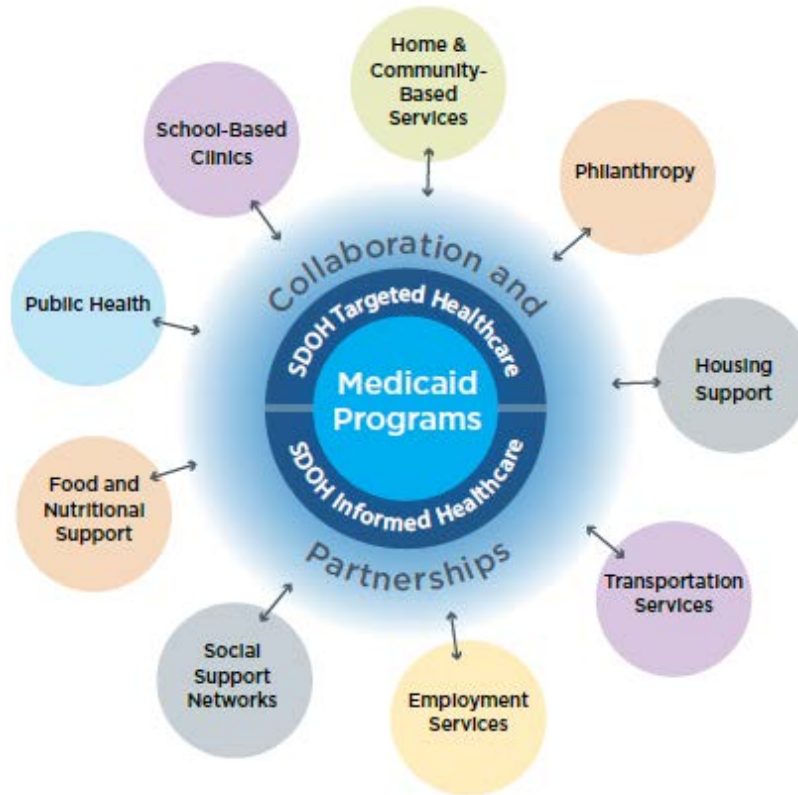 Home &
Community-
Based
Services
School-Based
Clinics
Philanthropy
Public Health
Collaboration and
SDOH Targeted Healthcare
Medicaid
Programs
SDOH Informed Healthcare
Partnerships
Housing
Support
Food and
Nutritional
Support
Transportation
Services
Social
Support
Networks
Employment
Services